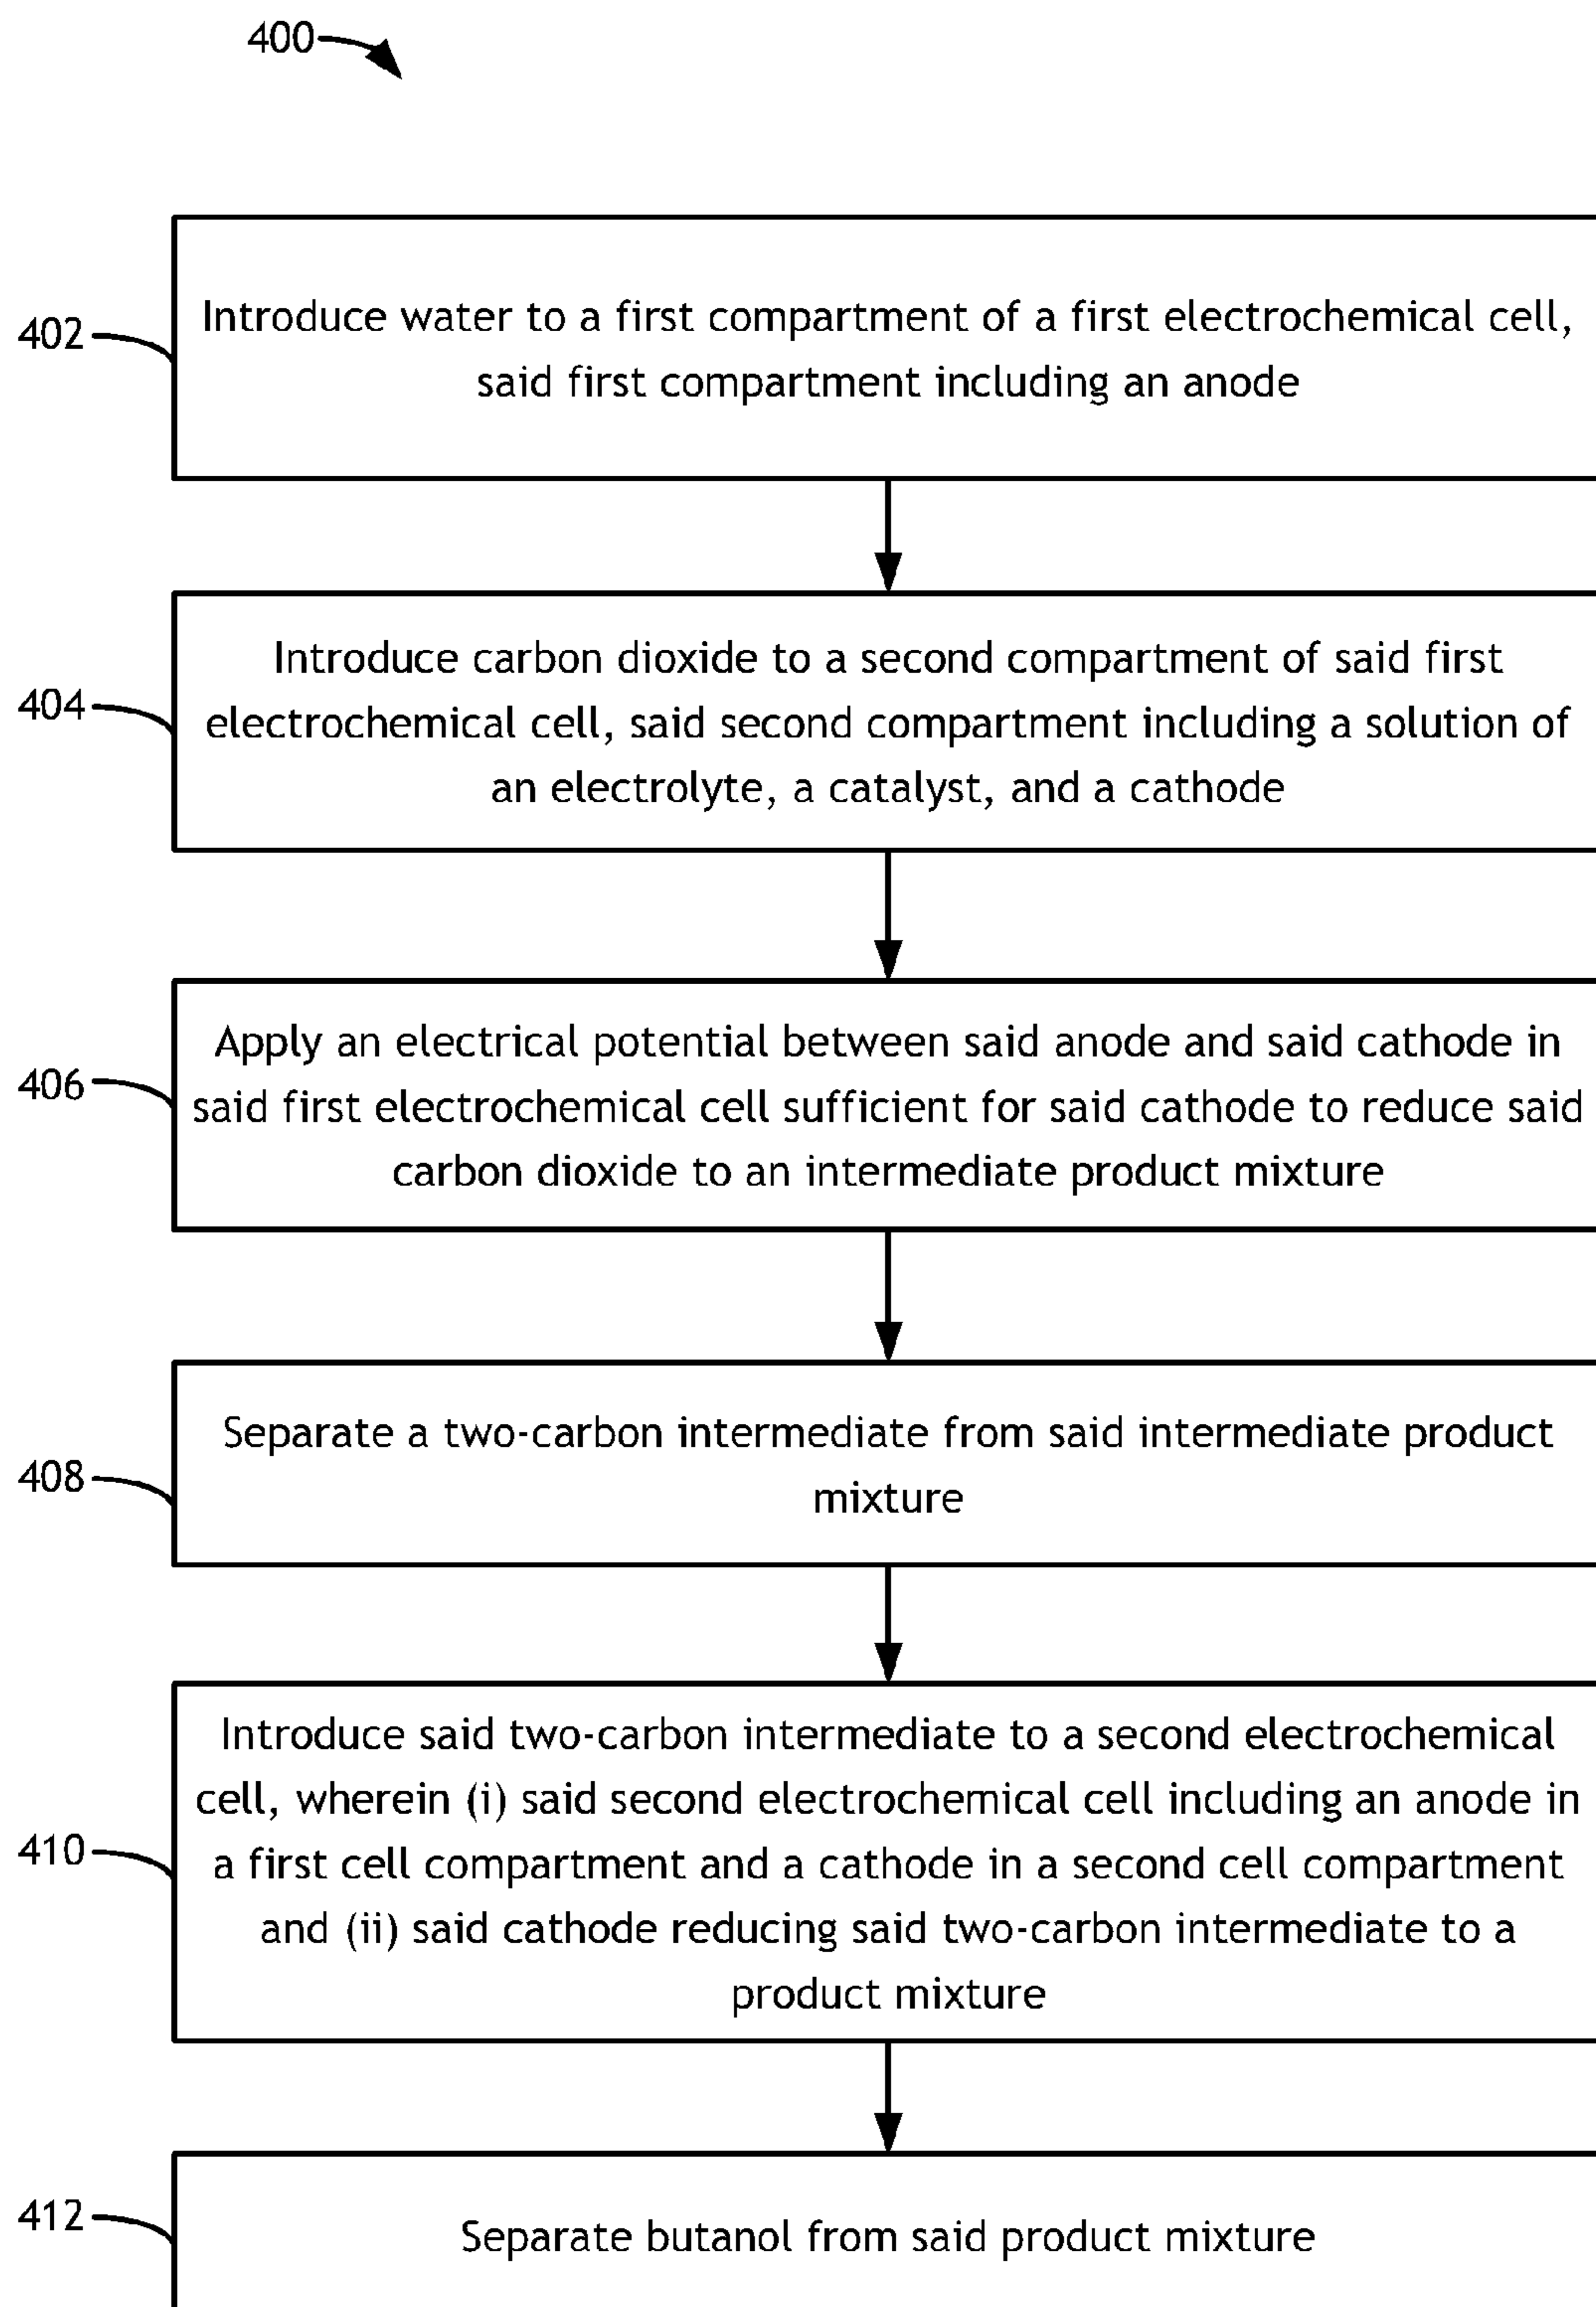 400
402
Introduce water to a first compartment of a first electrochemical cell,
said first compartment including an anode
404
Introduce carbon dioxide to a second compartment of said first
electrochemical cell, said second compartment including a solution of
an electrolyte, a catalyst, and a cathode
406
Apply an electrical potential between said anode and said cathode in
said first electrochemical cell sufficient for said cathode to reduce said
carbon dioxide to an intermediate product mixture
408
Separate a two-carbon intermediate from said intermediate product
mixture
410
Introduce said two-carbon intermediate to a second electrochemical
cell, wherein (i) said second electrochemical cell including an anode in
a first cell compartment and a cathode in a second cell compartment
and (ii) said cathode reducing said two-carbon intermediate to a
product mixture
412
Separate butanol from said product mixture